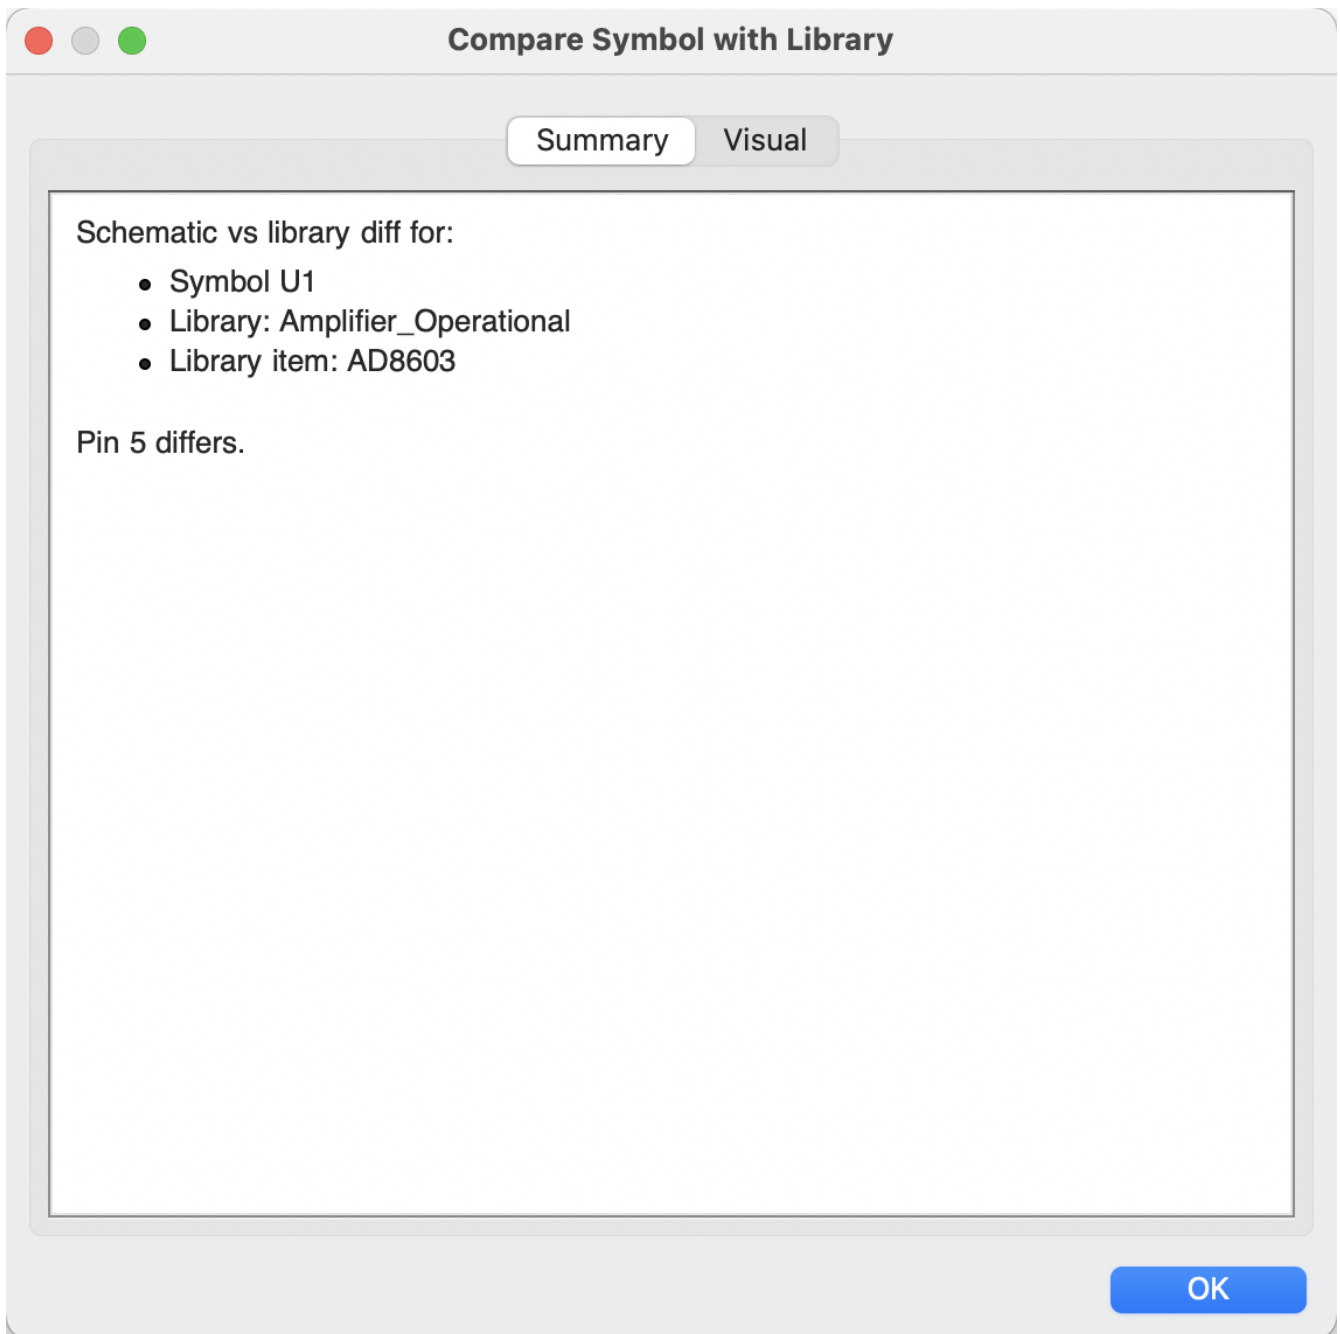 Compare Symbol with Library
Summary Visual
Schematic vs library diff for:
• Symbol U1
• Library: Amplifier_Operational
• Library item: AD8603
Pin 5 differs.
OK